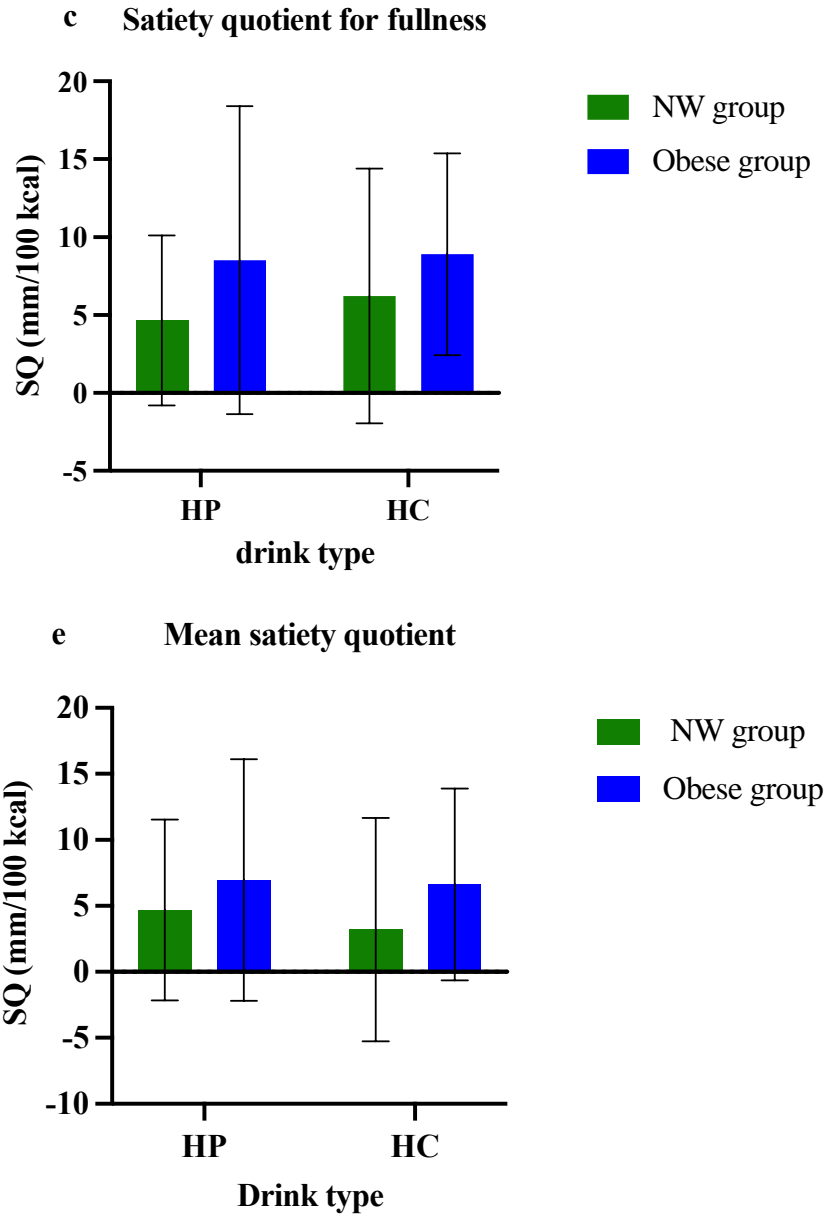 c Satiety quotient for fullness
20
15
10
5
0
-5
SQ (mm/100 kcal)
HP HC
drink type
NW group
Obese group
e Mean satiety quotient
20
15
10
5
0
-5
-10
SQ (mm/100 kcal)
HP HC
Drink type
NW group
Obese group